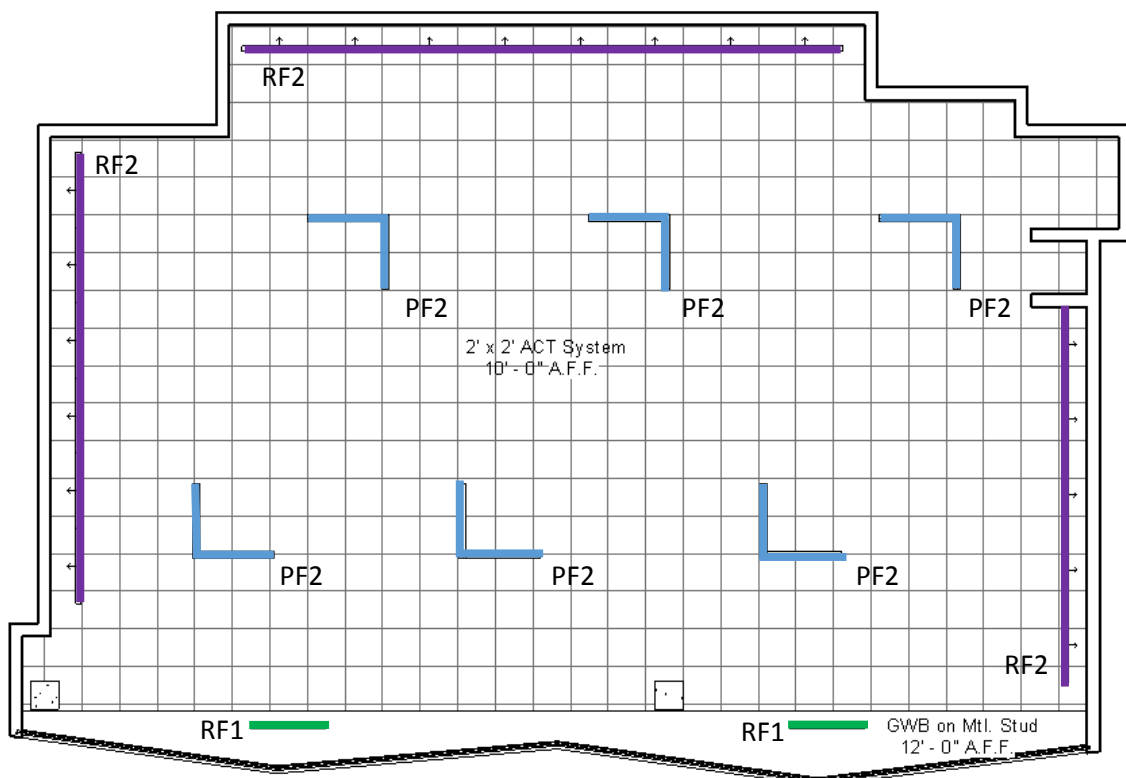 RF2
RF2
PF2
PF2
PF2
2' x 2' ACT System
10' - 0" A.F.F.
PF2
PF2
PF2
RF2
RF1
RF1
GWB on Mtl. Stud
12' - 0" A.F.F.